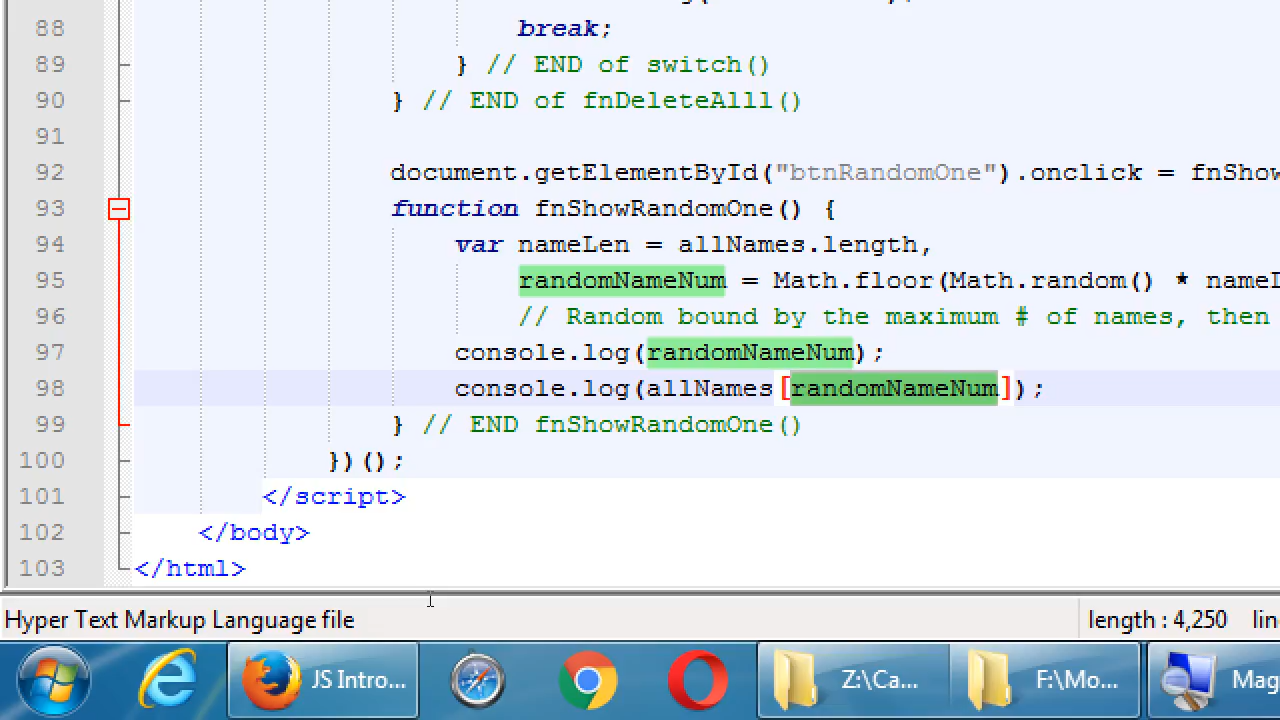 88 break;
89 } // END of switch()
90 } // END of fnDeleteAlll()
91
92 document.getElementById("btnRandomOne").onclick = fnShow
93 function fnShowRandomOne() {
94 var nameLen = allNames.length,
95 randomNameNum = Math.floor(Math.random() * nameL
96 // Random bound by the maximum # of names, then
97 console.log(randomNameNum);
98 console.log(allNames[randomNameNum]);
99 } // END fnShowRandomOne()
100 })();
101 </script>
102 </body>
103 </html>
Hyper Text Markup Language file length : 4,250 lin
JS Intro... Z:\Ca... F:\Mo... Mag